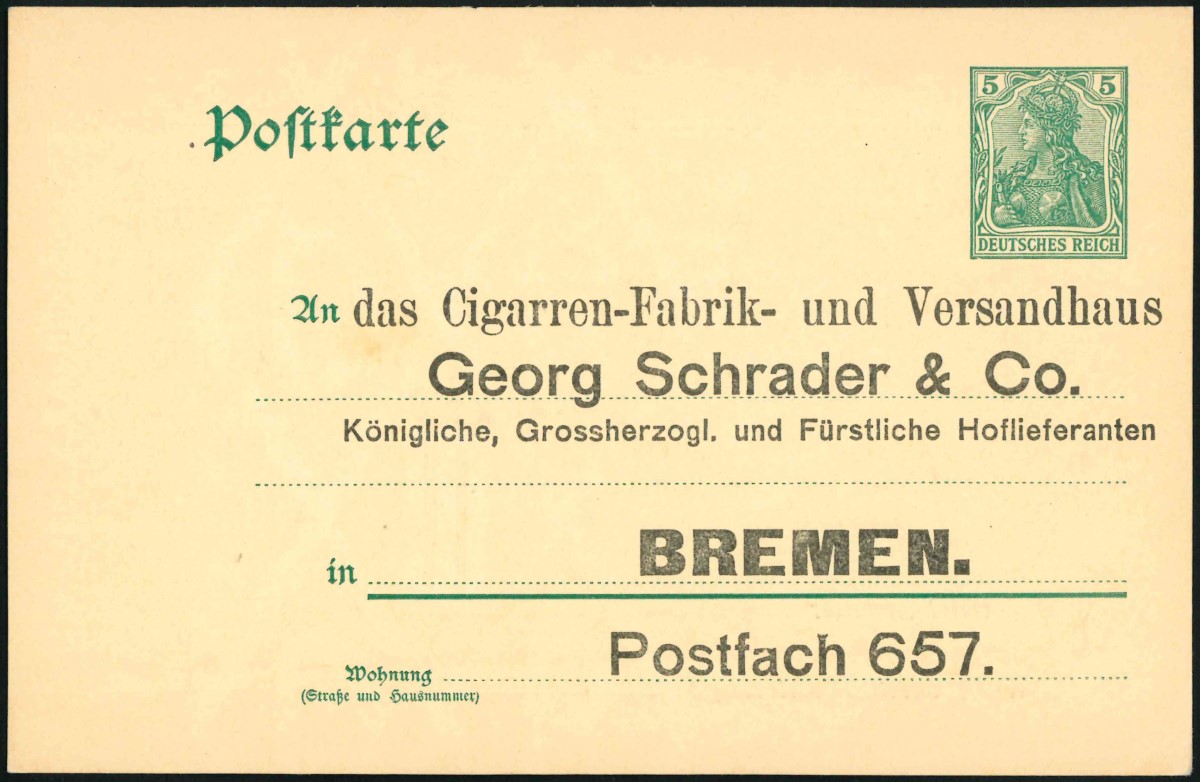 Postkarte
5 5
DEUTSCHES REICH
An das Cigarren-Fabrik- und Versandhaus
Georg Schrader & Co.
Königliche, Grossherzogl. und Fürstliche Hoflieferanten
in BREMEN.
Postfach 657.
Wohnung
(Straße und Hausnummer)